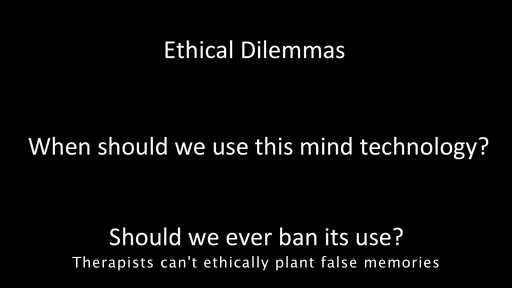 Ethical Dilemmas
When should we use this mind technology?
Should we ever ban its use?
Therapists can't ethically plant false memories